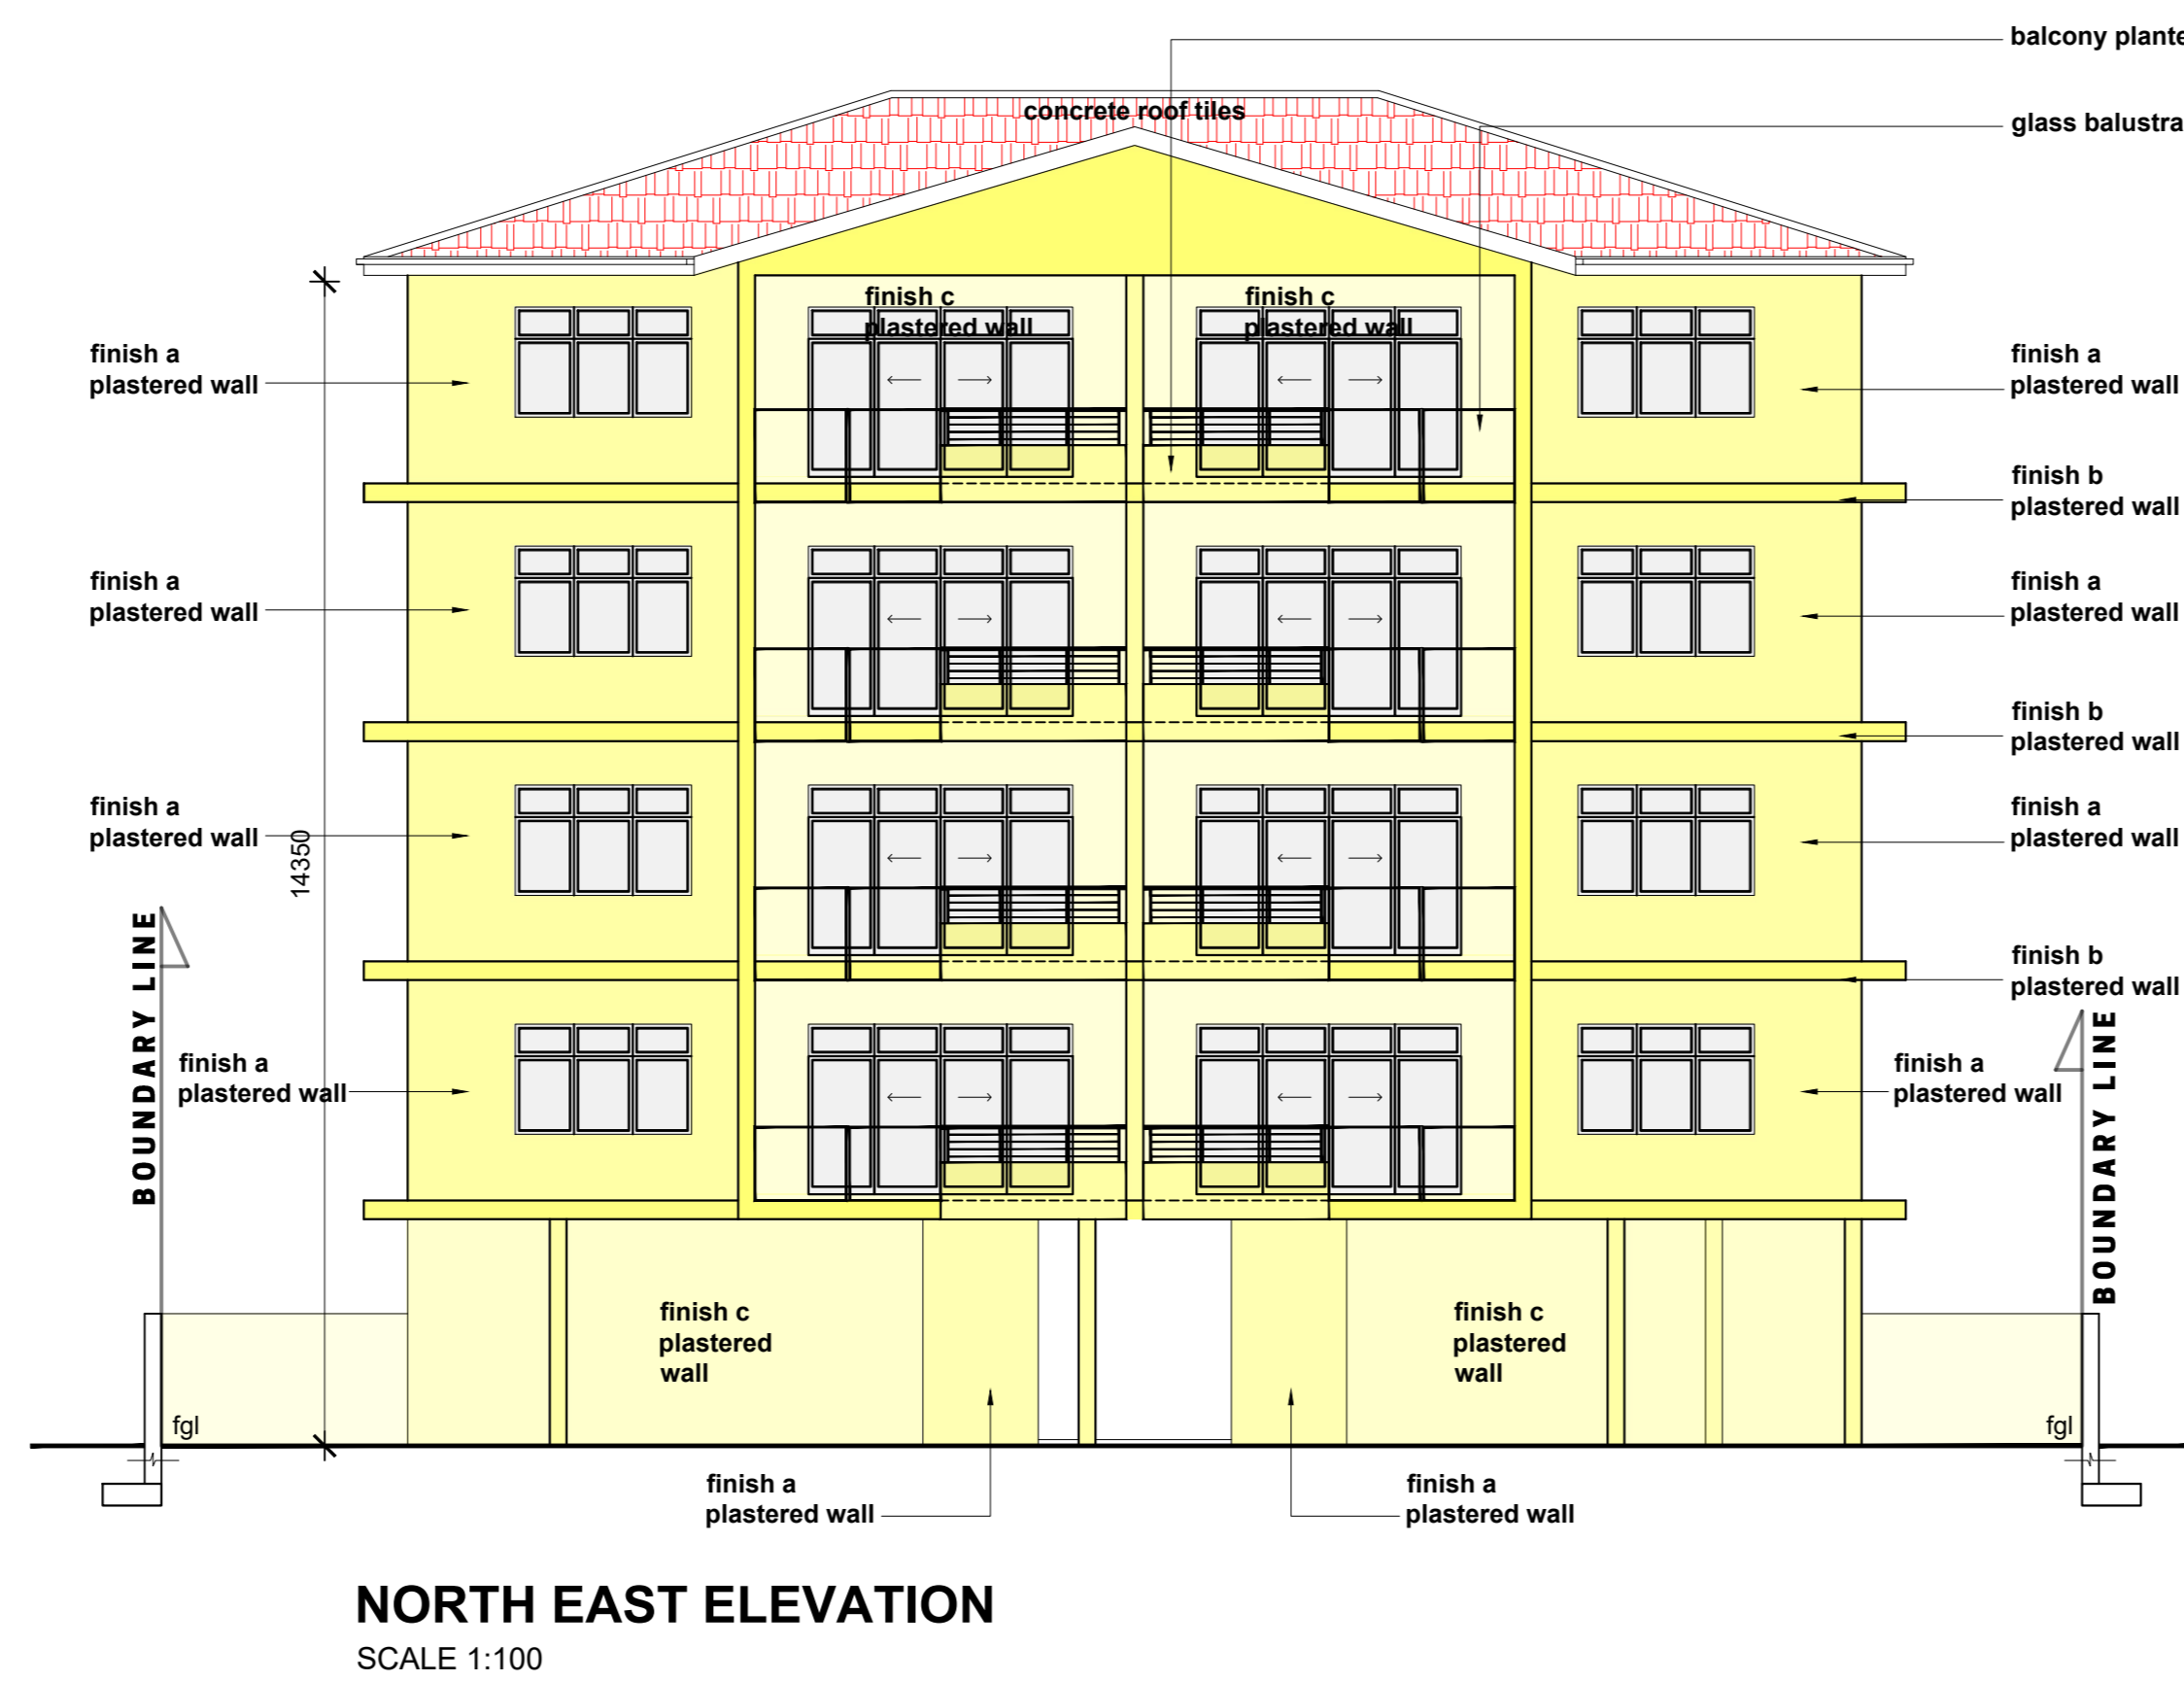 balcony plante
concrete roof tiles
glass balustra
finish c
plastered wall
finish c
plastered wall
finish a
plastered wall
finish a
plastered wall
finish b
plastered wall
finish a
plastered wall
finish a
plastered wall
finish b
plastered wall
finish a
plastered wall
finish a
plastered wall
14350
BOUNDARY LINE
finish b
plastered wall
BOUNDARY LINE
finish a
plastered wall
finish a
plastered wall
finish c
plastered
wall
finish c
plastered
wall
fgl
fgl
finish a
plastered wall
finish a
plastered wall
NORTH EAST ELEVATION
SCALE 1:100